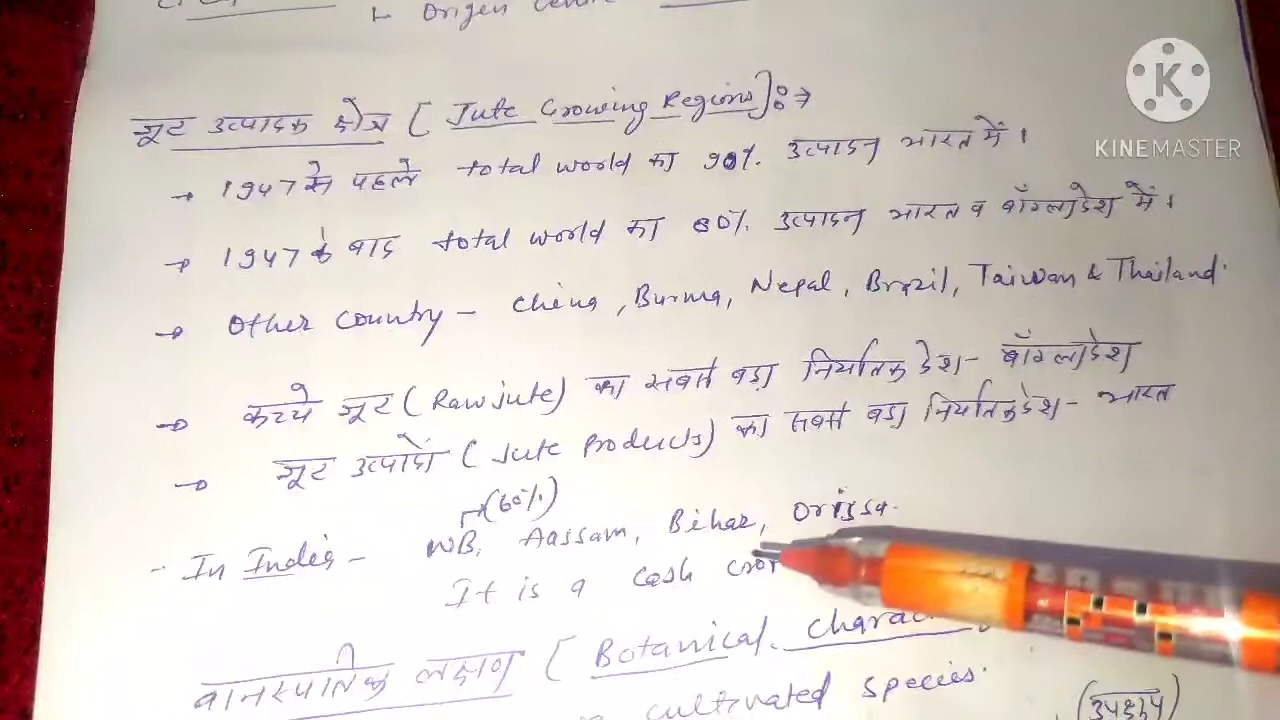 Origen Centre
जूट उत्पादक क्षेत्र [ Jute Growing Regions ]:→
→ 1947 से पहले total world का 90%. उत्पादन भारत में।
→ 1947 के बाद total world का 80%. उत्पादन भारत व बाँग्लादेश में।
→ Other Country - China, Burma, Nepal, Brazil, Taiwan & Thailand.
→ कच्चे जूट (Raw jute) का सबसे बड़ा निर्यातक देश - बाँग्लादेश
→ जूट उत्पादों (Jute Products) का सबसे बड़ा निर्यातक देश - भारत
→(60%)
- In India - WB, Aassam, Bihar, Orissa.
It is a cash crop
वानस्पतिक लक्षण [ Botanical charac
cultivated species.
KINEMASTER